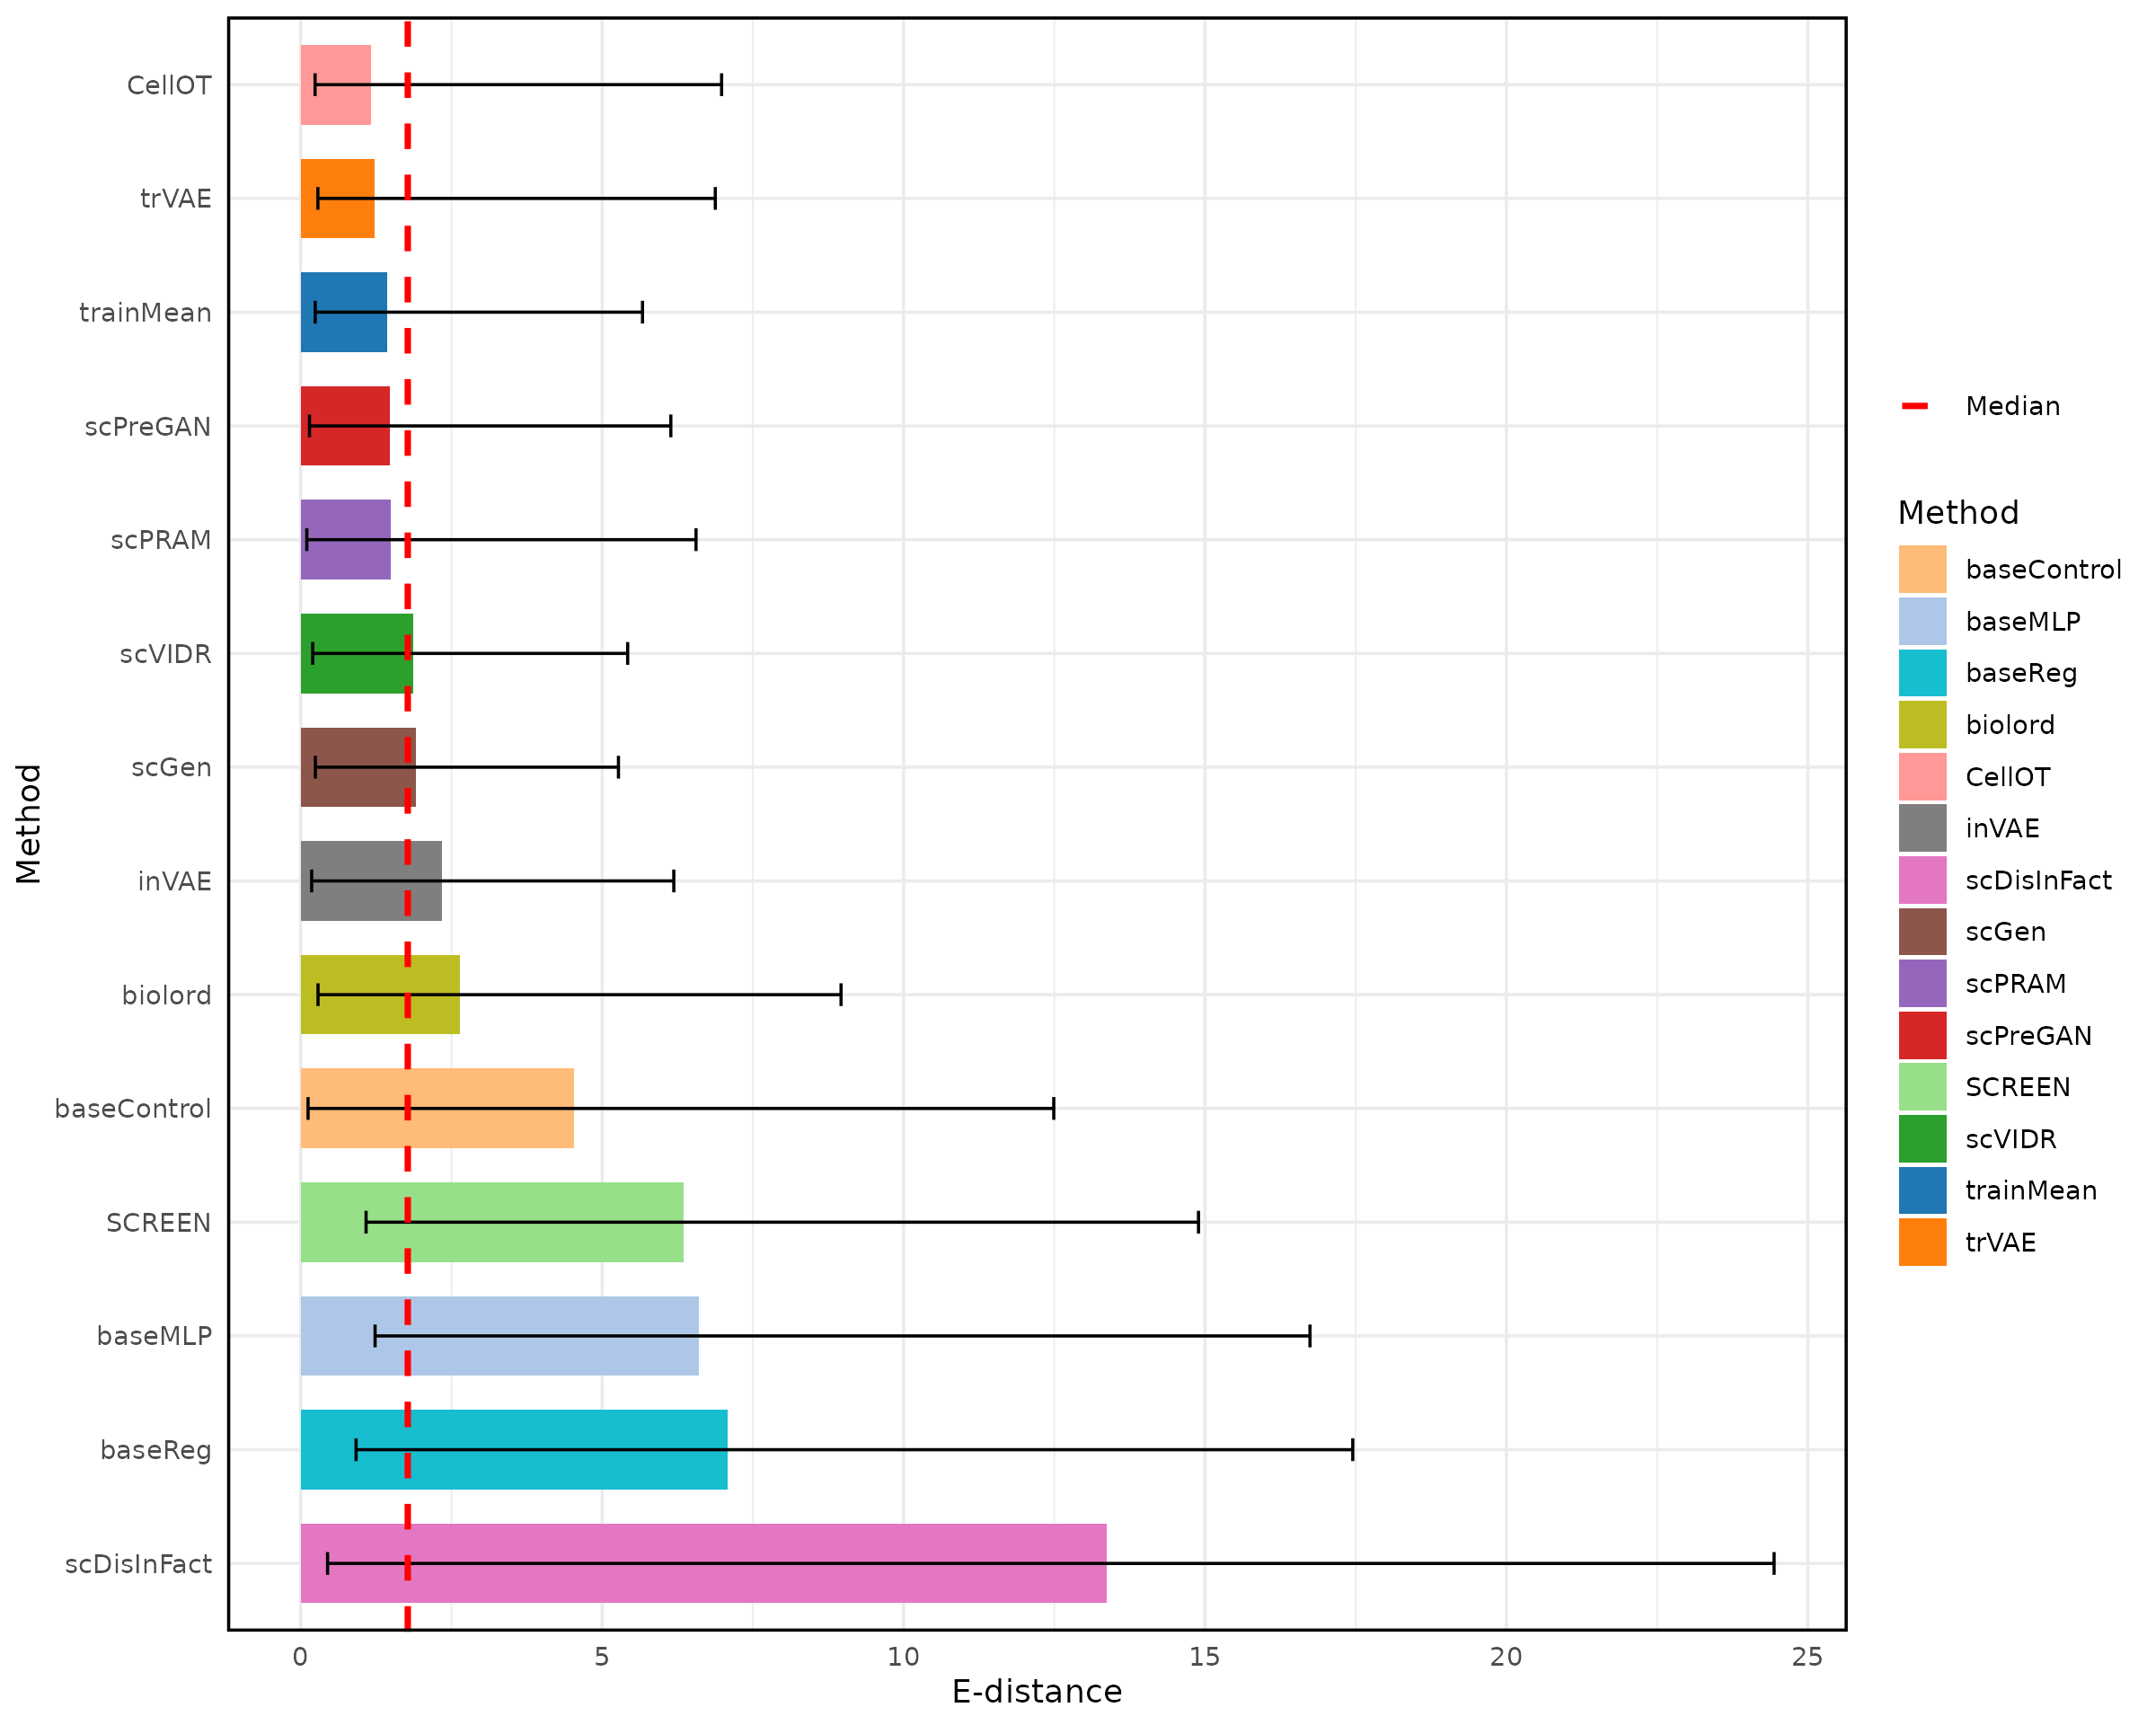 CellOT
trVAE
trainMean
scPreGAN
scPRAM
scVIDR
scGen
inVAE
biolord
baseControl
SCREEN
baseMLP
baseReg
scDisInFact
Method
0 5 10 15 20 25
E-distance
Median
Method
baseControl
baseMLP
baseReg
biolord
CellOT
inVAE
scDisInFact
scGen
scPRAM
scPreGAN
SCREEN
scVIDR
trainMean
trVAE